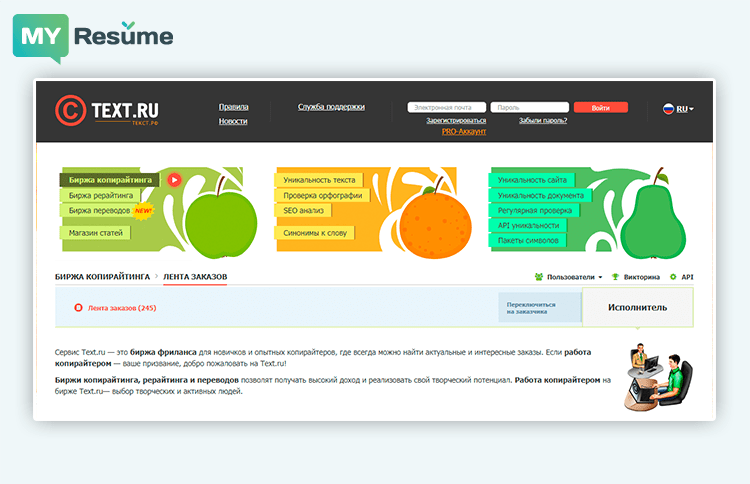 MY Resume
TEXT.RU
ТЕКСТ.РФ
Правила
Новости
Служба поддержки
Электронная почта
Пароль
Войти
Зарегистрироваться
Забыли пароль?
PRO-Аккаунт
RU
Биржа копирайтинга
Биржа рерайтинга
Биржа переводов NEW!
Магазин статей
Уникальность текста
Проверка орфографии
SEO анализ
Синонимы к слову
Уникальность сайта
Уникальность документа
Регулярная проверка
API уникальности
Пакеты символов
БИРЖА КОПИРАЙТИНГА > ЛЕНТА ЗАКАЗОВ
Пользователи
Викторина
API
Лента заказов (245)
Переключиться
на заказчика
Исполнитель
Сервис Text.ru — это биржа фриланса для новичков и опытных копирайтеров, где всегда можно найти актуальные и интересные заказы. Если работа
копирайтером — ваше призвание, добро пожаловать на Text.ru!
Биржи копирайтинга, рерайтинга и переводов позволят получать высокий доход и реализовать свой творческий потенциал. Работа копирайтером на
бирже Text.ru— выбор творческих и активных людей.